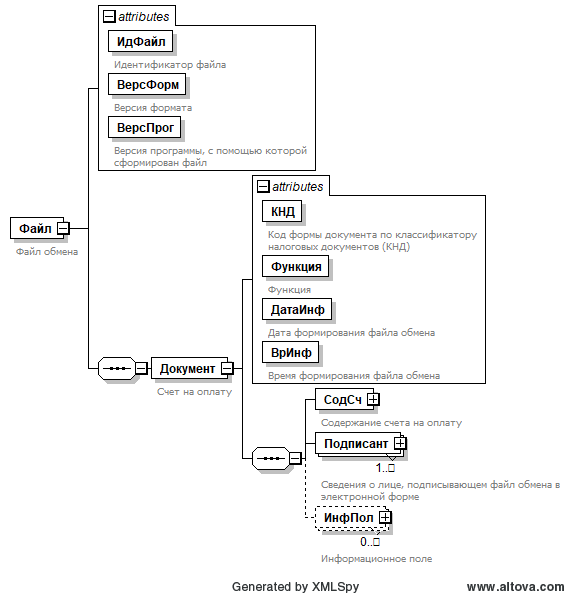 attributes
ИдФайл
Идентификатор файла
ВерсФорм
Версия формата
ВерсПрог
Версия программы, с помощью которой
сформирован файл
Файл
Файл обмена
attributes
КНД
Код формы документа по классификатору
налоговых документов (КНД)
Функция
Функция
ДатаИнф
Дата формирования файла обмена
ВрИнф
Время формирования файла обмена
Документ
Счет на оплату
СодСч
Содержание счета на оплату
Подписант
1..□
Сведения о лице, подписывающем файл обмена в
электронной форме
ИнфПол
0..□
Информационное поле
Generated by XMLSpy
www.altova.com